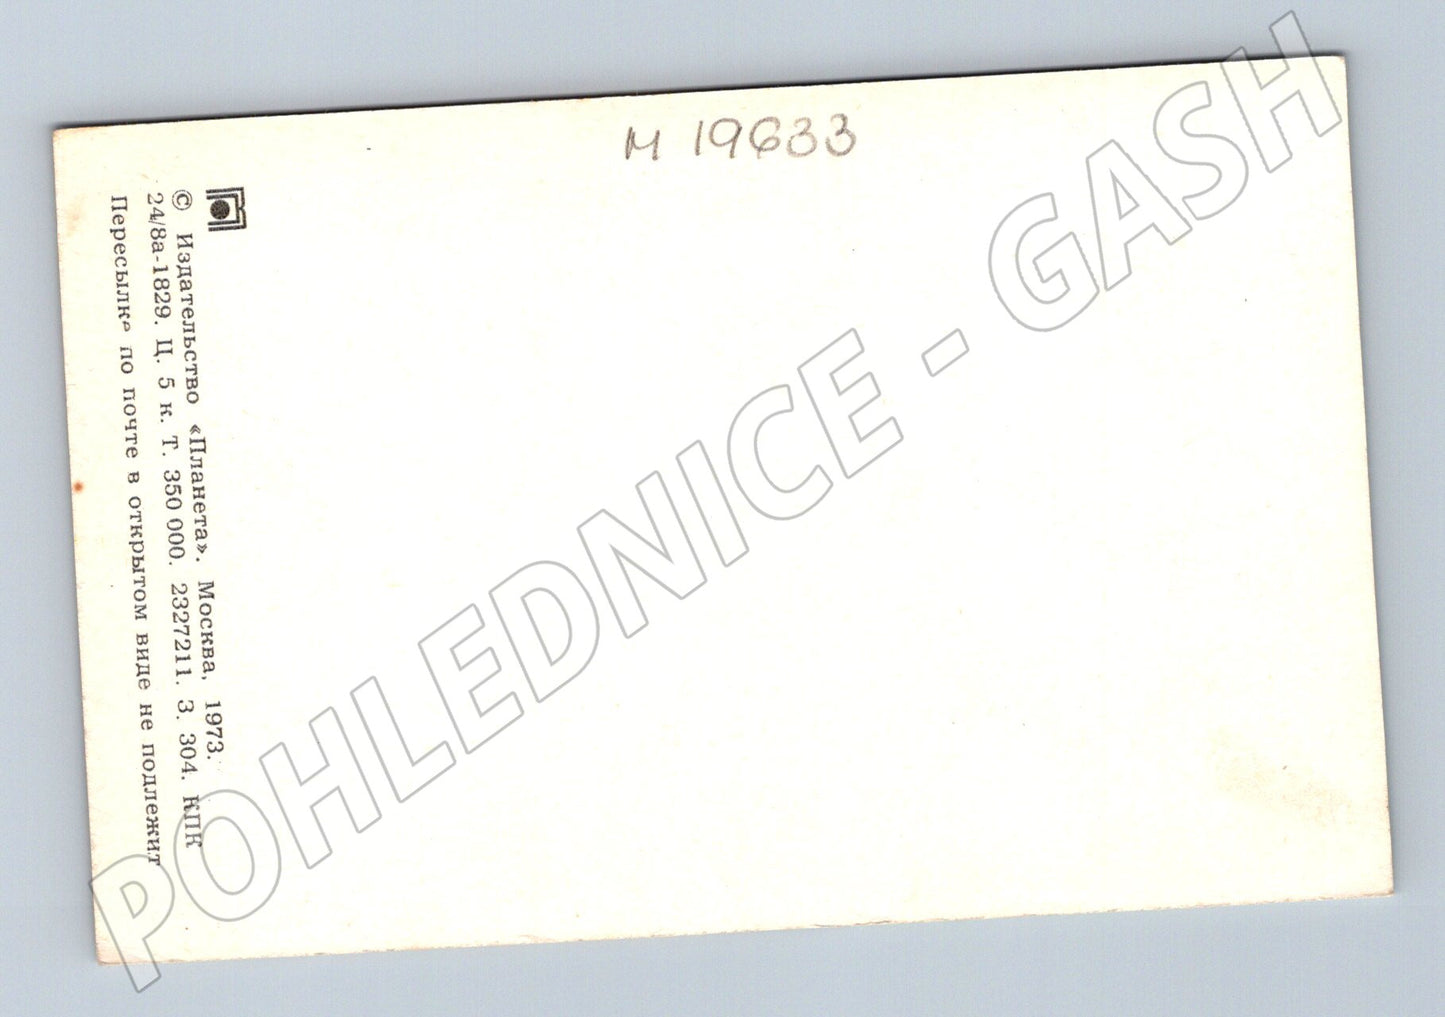 М 19633
© Издательство «Планета». Москва, 1973.
24/8а-1829. Ц. 5 к. Т. 350 000. 2327211. З. 304. КПК
Пересылке по почте в открытом виде не подлежит
POHLEDNICE - GASH